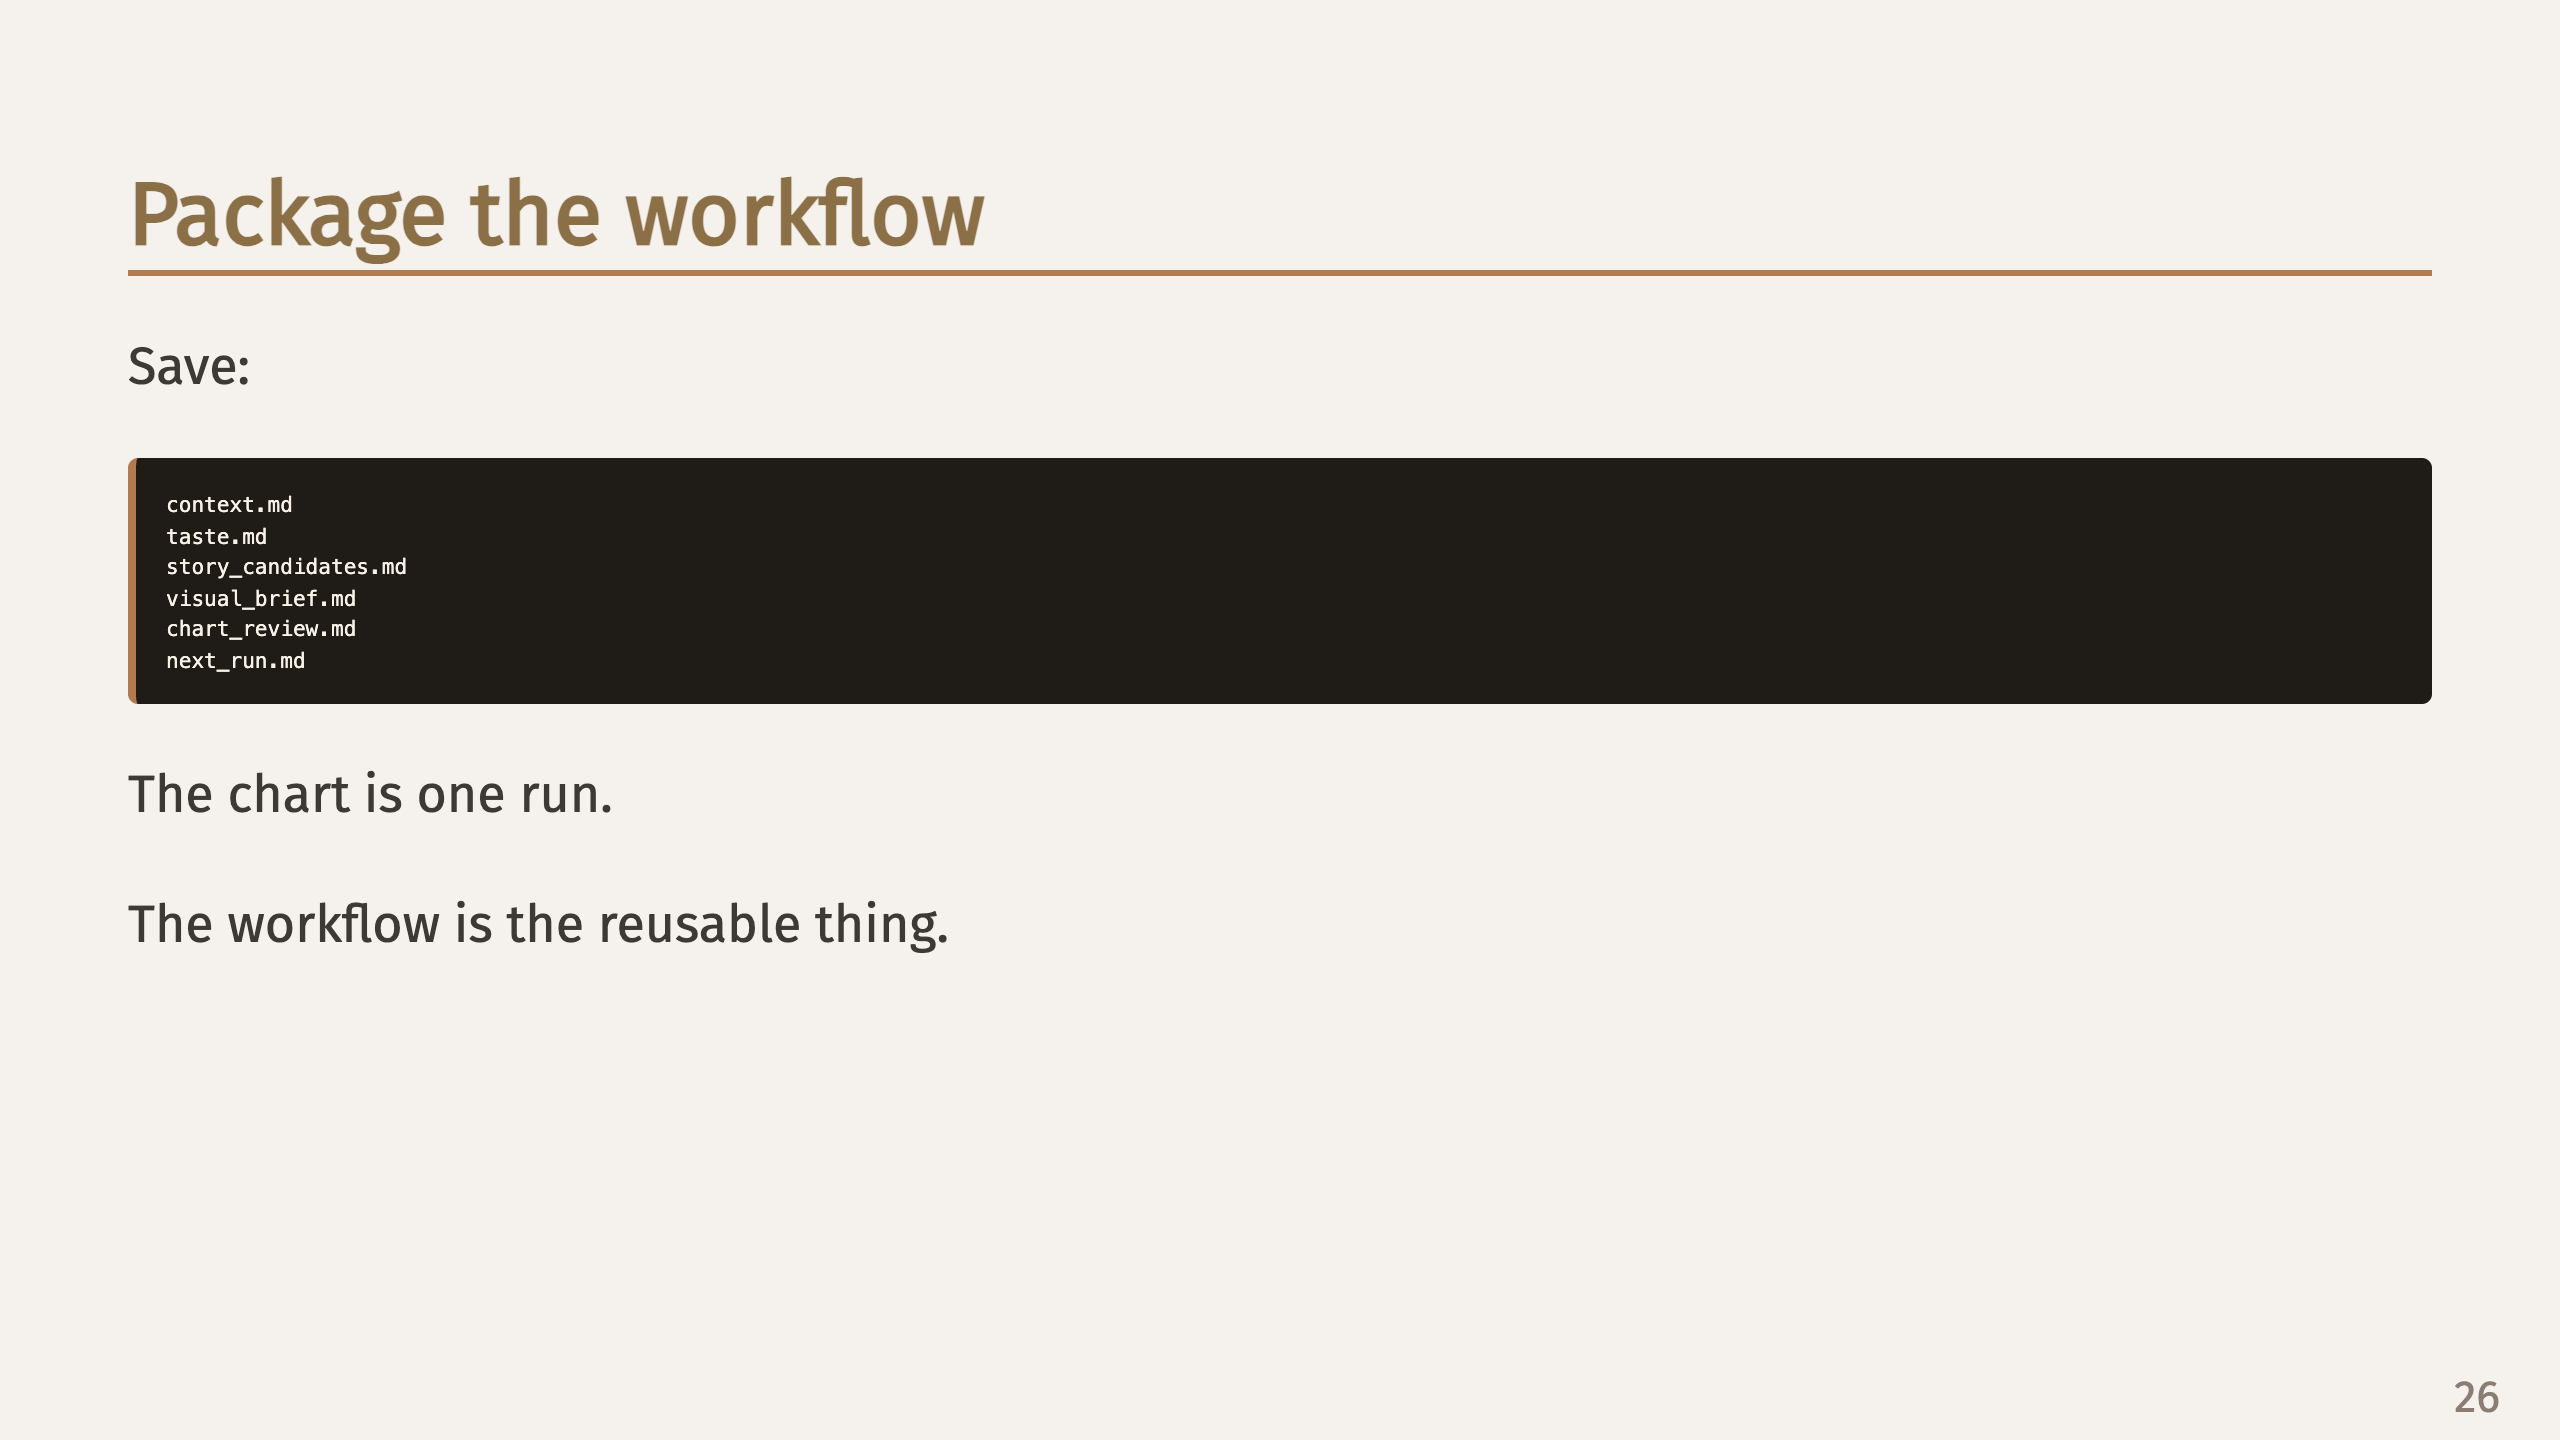 Package the workflow
Save:
context.md
taste.md
story_candidates.md
visual_brief.md
chart_review.md
next_run.md
The chart is one run.
The workflow is the reusable thing.
26